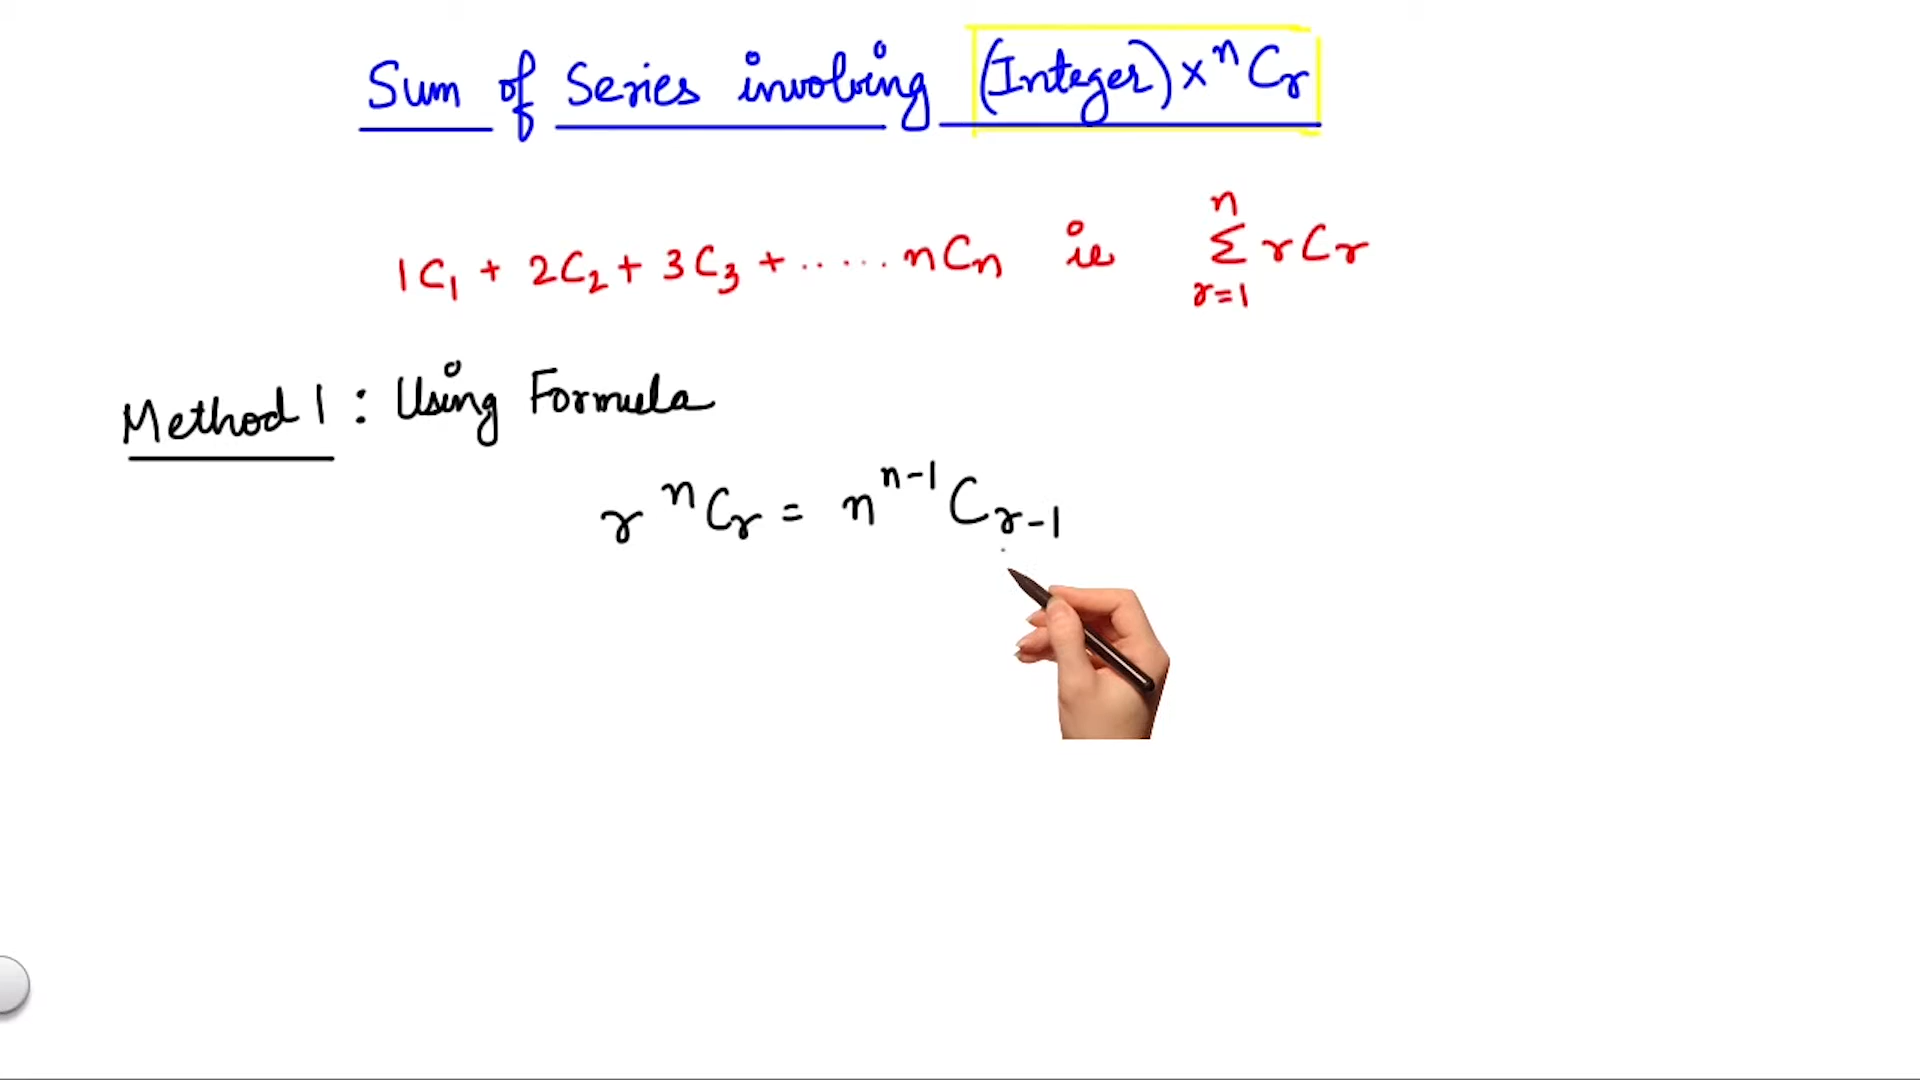 Sum of Series involving (Integer) × ⁿCᵣ
1C₁ + 2C₂ + 3C₃ + ..... nCₙ ie ∑ⁿᵣ₌₁ rCᵣ
Method 1 : Using Formula
r ⁿCᵣ = n ⁿ⁻¹Cᵣ₋₁